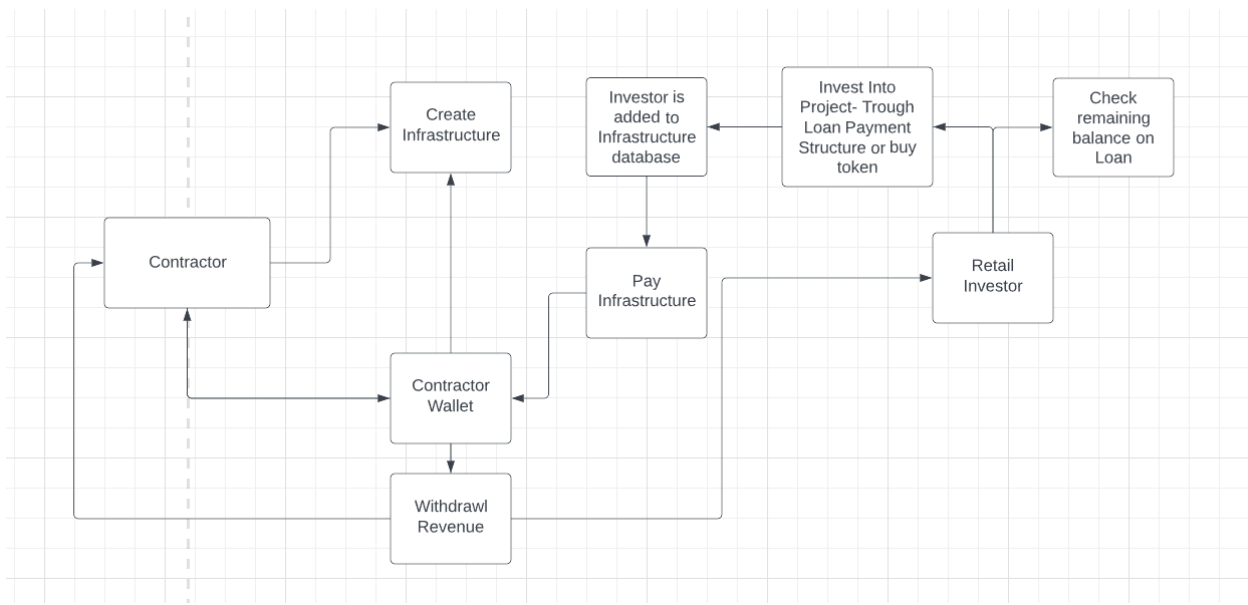 Create
Infrastructure
Investor is
added to
Infrastructure
database
Invest Into
Project- Trough
Loan Payment
Structure or buy
token
Check
remaining
balance on
Loan
Contractor
Pay
Infrastructure
Retail
Investor
Contractor
Wallet
Withdrawl
Revenue